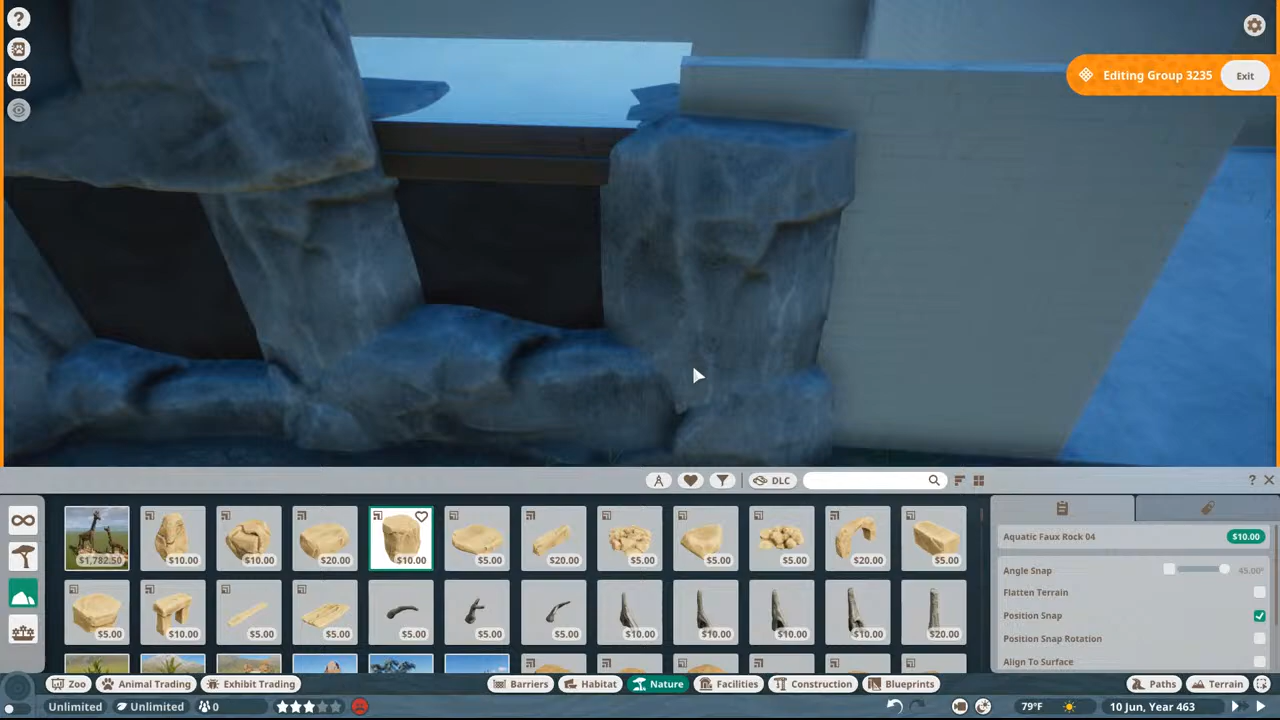 ?
Editing Group 3235 Exit
DLC
? ×
$1,782.50 $10.00 $10.00 $20.00 $10.00 $5.00 $20.00 $5.00 $5.00 $5.00 $20.00 $5.00
$5.00 $10.00 $5.00 $5.00 $5.00 $5.00 $5.00 $10.00 $10.00 $10.00 $10.00 $20.00
Aquatic Faux Rock 04 $10.00
Angle Snap 45.00°
Flatten Terrain
Position Snap
Position Snap Rotation
Align To Surface
Zoo Animal Trading Exhibit Trading Barriers Habitat Nature Facilities Construction Blueprints Paths Terrain
Unlimited Unlimited 0 79°F 10 Jun, Year 463